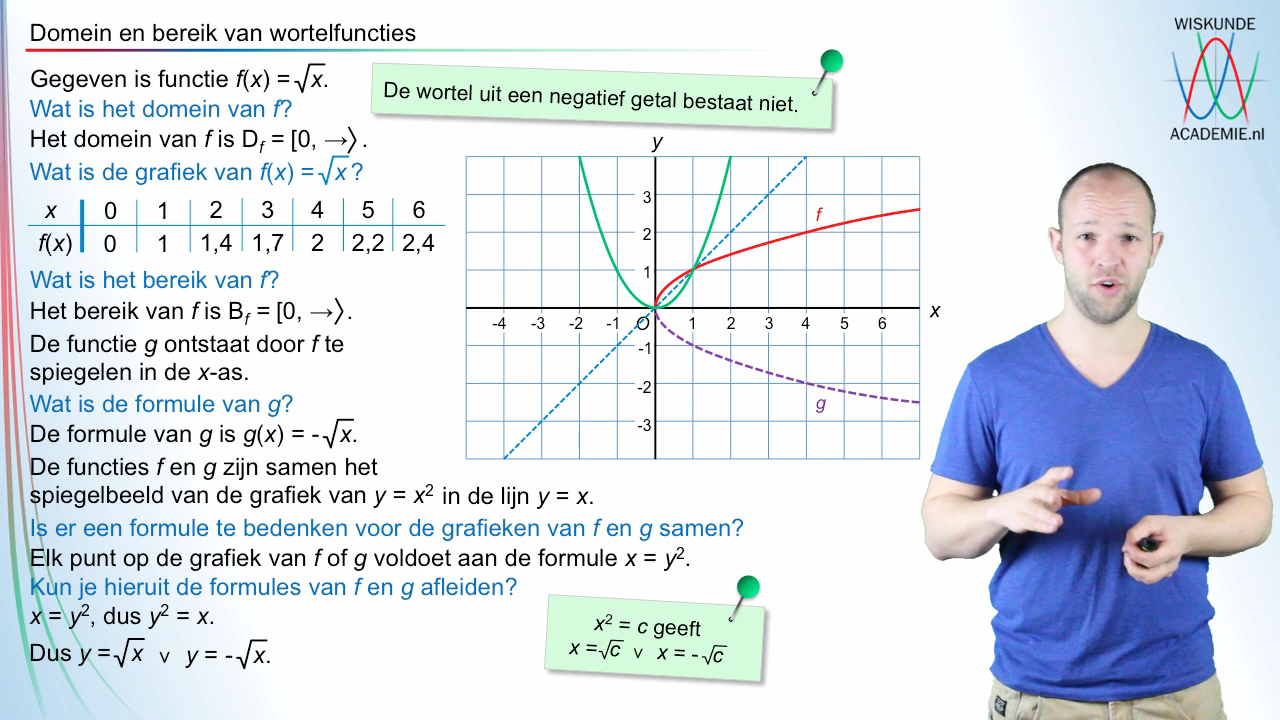 Domein en bereik van wortelfuncties
WISKUNDE
ACADEMIE.nl
Gegeven is functie f(x) = √x.
De wortel uit een negatief getal bestaat niet.
Wat is het domein van f?
Het domein van f is Df = [0, →⟩.
Wat is de grafiek van f(x) = √x?
x 0 1 2 3 4 5 6
f(x) 0 1 1,4 1,7 2 2,2 2,4
Wat is het bereik van f?
Het bereik van f is Bf = [0, →⟩.
De functie g ontstaat door f te
spiegelen in de x-as.
Wat is de formule van g?
De formule van g is g(x) = -√x.
De functies f en g zijn samen het
spiegelbeeld van de grafiek van y = x² in de lijn y = x.
Is er een formule te bedenken voor de grafieken van f en g samen?
Elk punt op de grafiek van f of g voldoet aan de formule x = y².
Kun je hieruit de formules van f en g afleiden?
x = y², dus y² = x.
Dus y = √x ∨ y = -√x.
y
3
2
1
-4 -3 -2 -1 O 1 2 3 4 5 6 x
-1
-2
-3
f
g
x² = c geeft
x = √c ∨ x = -√c